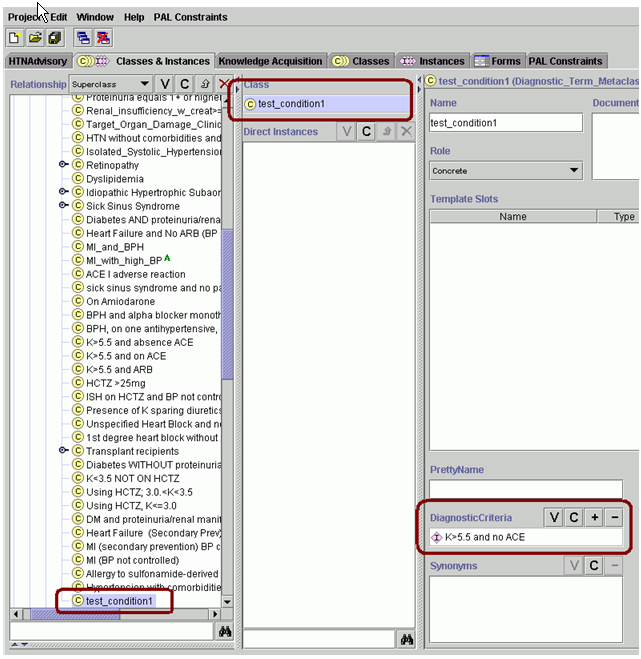 Project Edit Window Help PAL Constraints
HTNAdvisory Classes & Instances Knowledge Acquisition Classes Instances Forms PAL Constraints
Relationship Superclass V C
Proteinuria equals 1+ or higher
Renal_insufficiency_w_creat>=
Target_Organ_Damage_Clinic
HTN without comorbidities and
Isolated_Systolic_Hypertension
Retinopathy
Dyslipidemia
Idiopathic Hypertrophic Subaor
Sick Sinus Syndrome
Diabetes AND proteinuria/rena
Heart Failure and No ARB (BP
MI_and_BPH
MI_with_high_BP A
ACE I adverse reaction
sick sinus syndrome and no pa
On Amiodarone
BPH and alpha blocker monoth
BPH, on one antihypertensive,
K>5.5 and absence ACE
K>5.5 and on ACE
K>5.5 and ARB
HCTZ >25mg
ISH on HCTZ and BP not contro
Presence of K sparing diuretics
Unspecified Heart Block and no
1st degree heart block without
Transplant recipients
Diabetes WITHOUT proteinuria
K<3.5 NOT ON HCTZ
Using HCTZ; 3.0.<K<3.5
Using HCTZ, K<=3.0
DM and proteinuria/renal manif
Heart Failure (Secondary Prev)
MI (secondary prevention) BP c
MI (BP not controlled)
Allergy to sulfonamide-derived
Hypertension with comorbiditie
test_condition1
Class
test_condition1
Direct Instances V C
test_condition1 (Diagnostic_Term_Metaclas
Name Document
test_condition1
Role
Concrete
Template Slots
Name Type
PrettyName
DiagnosticCriteria V C + −
K>5.5 and no ACE
Synonyms V C −